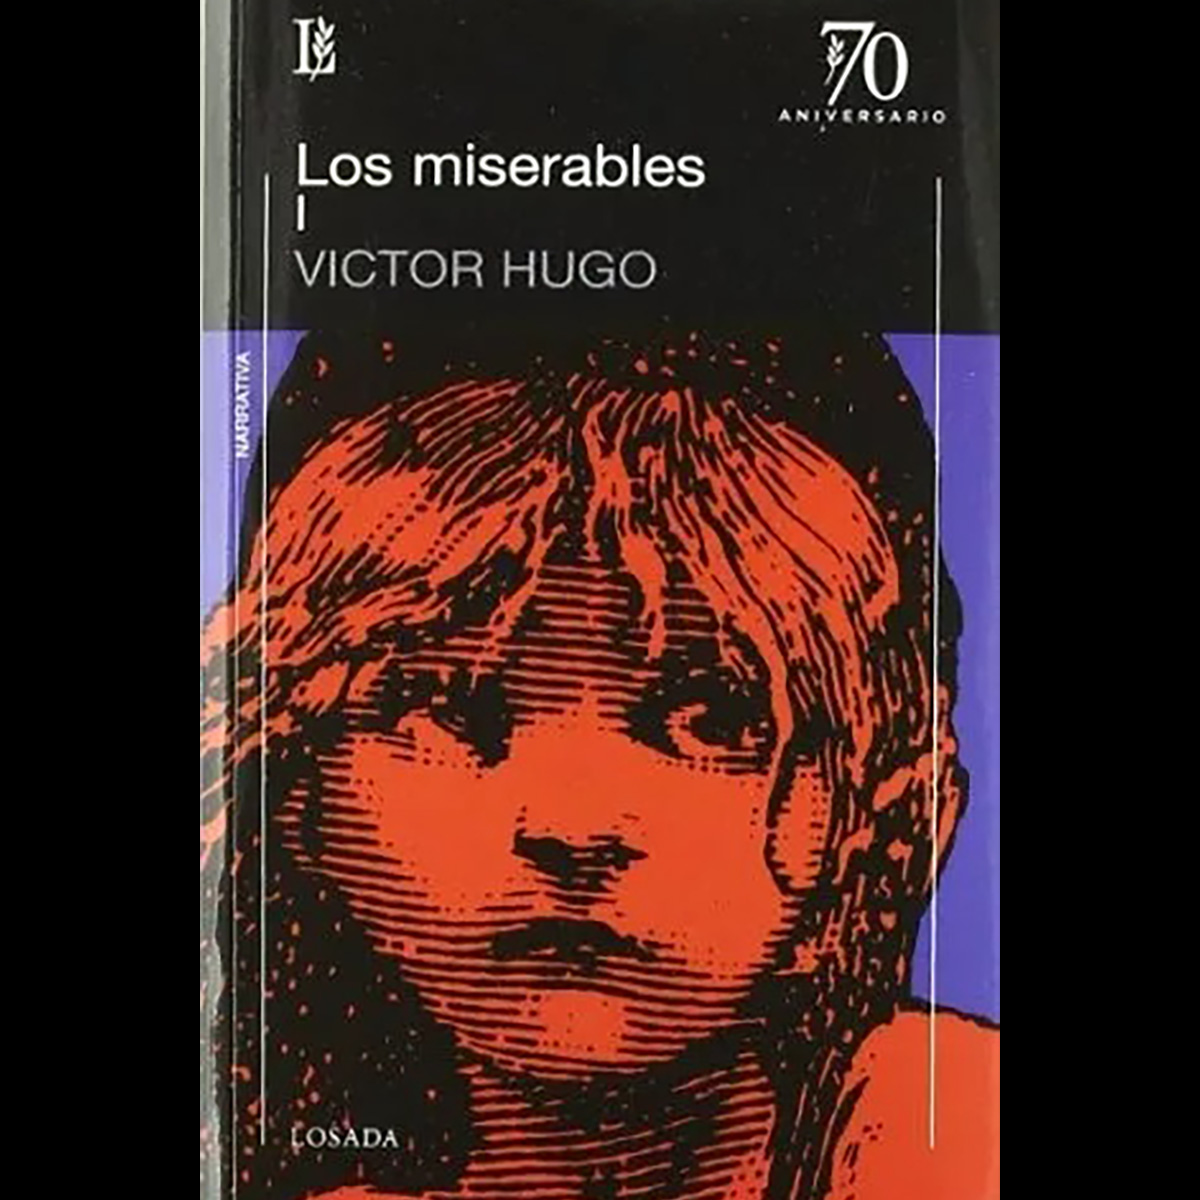 L
70
ANIVERSARIO
Los miserables
I
VICTOR HUGO
NARRATIVA
LOSADA